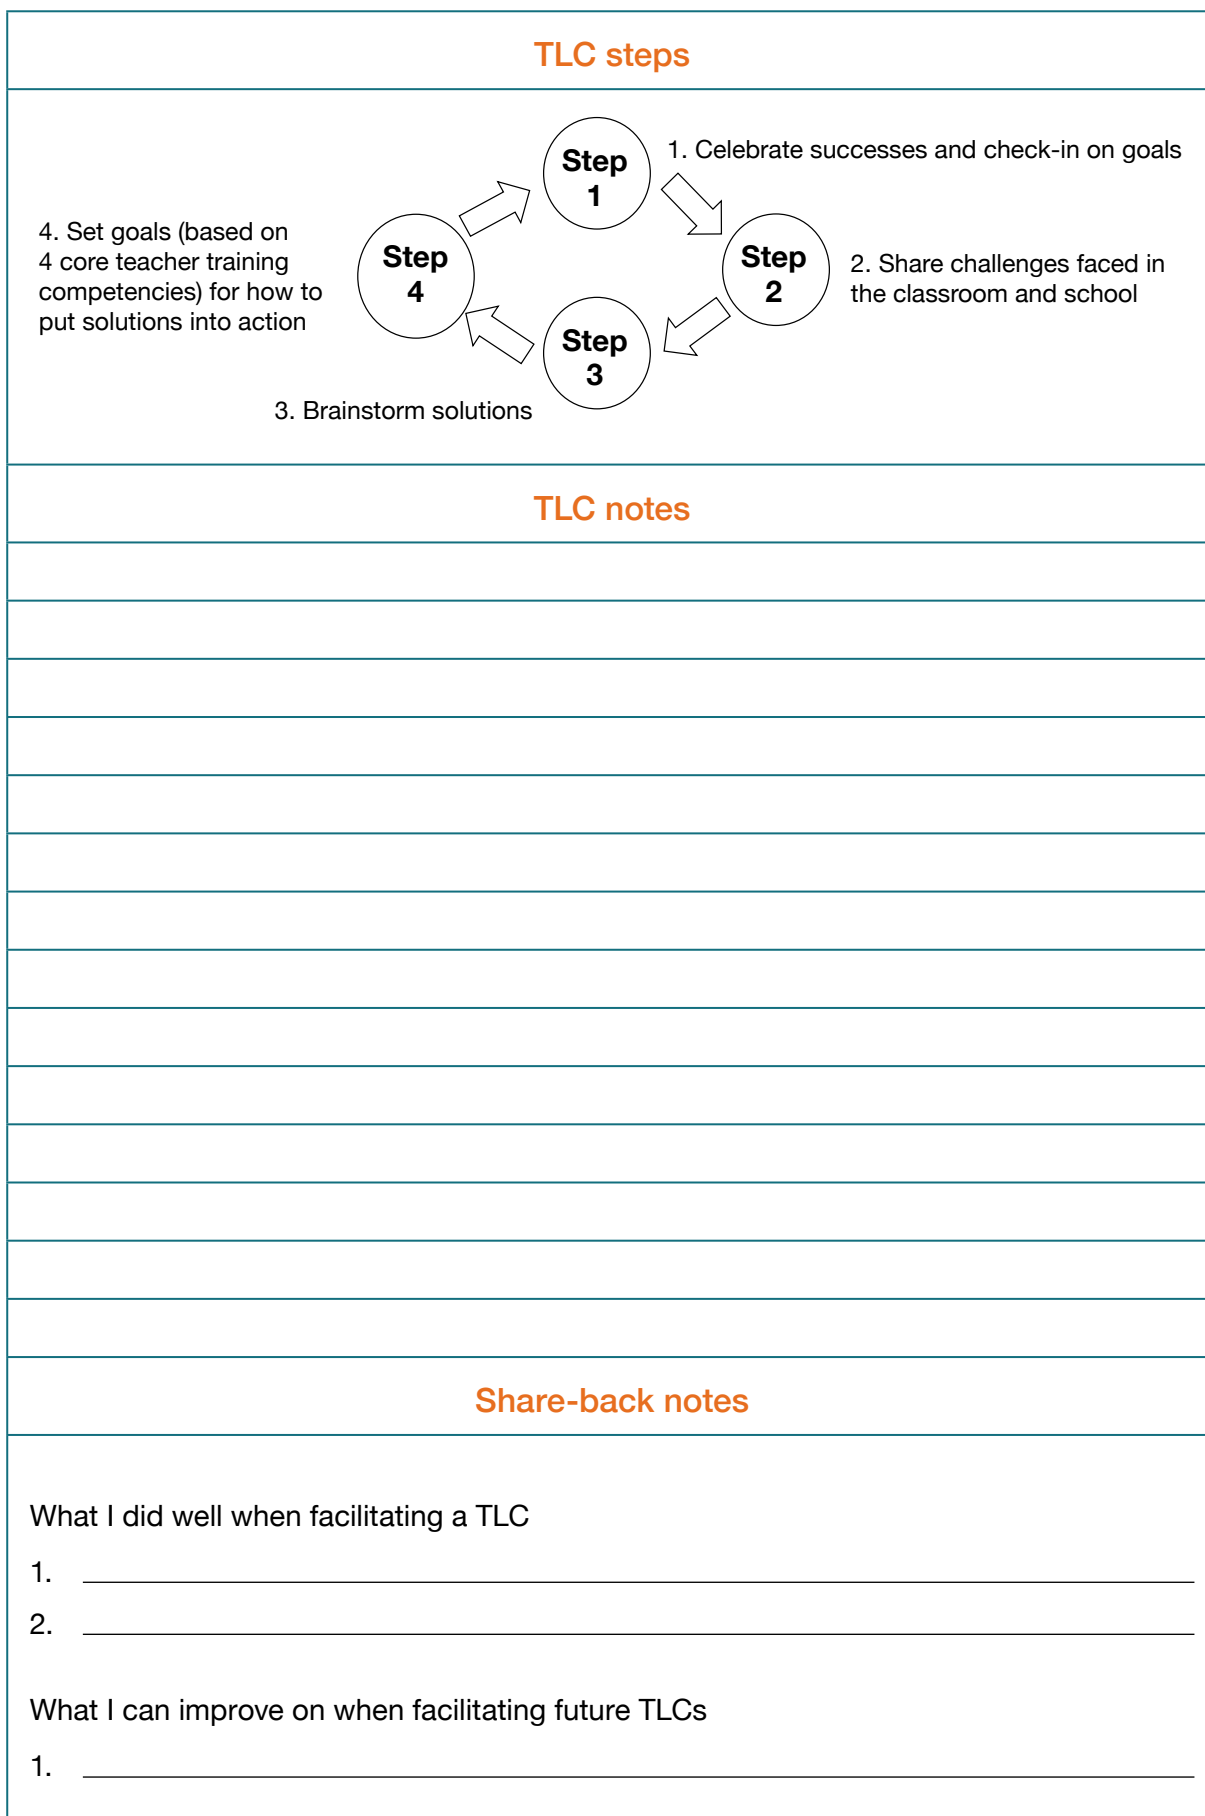 TLC steps
Step
1
1. Celebrate successes and check-in on goals
Step
2
2. Share challenges faced in
the classroom and school
Step
3
3. Brainstorm solutions
Step
4
4. Set goals (based on
4 core teacher training
competencies) for how to
put solutions into action
TLC notes
Share-back notes
What I did well when facilitating a TLC
1.
2.
What I can improve on when facilitating future TLCs
1.